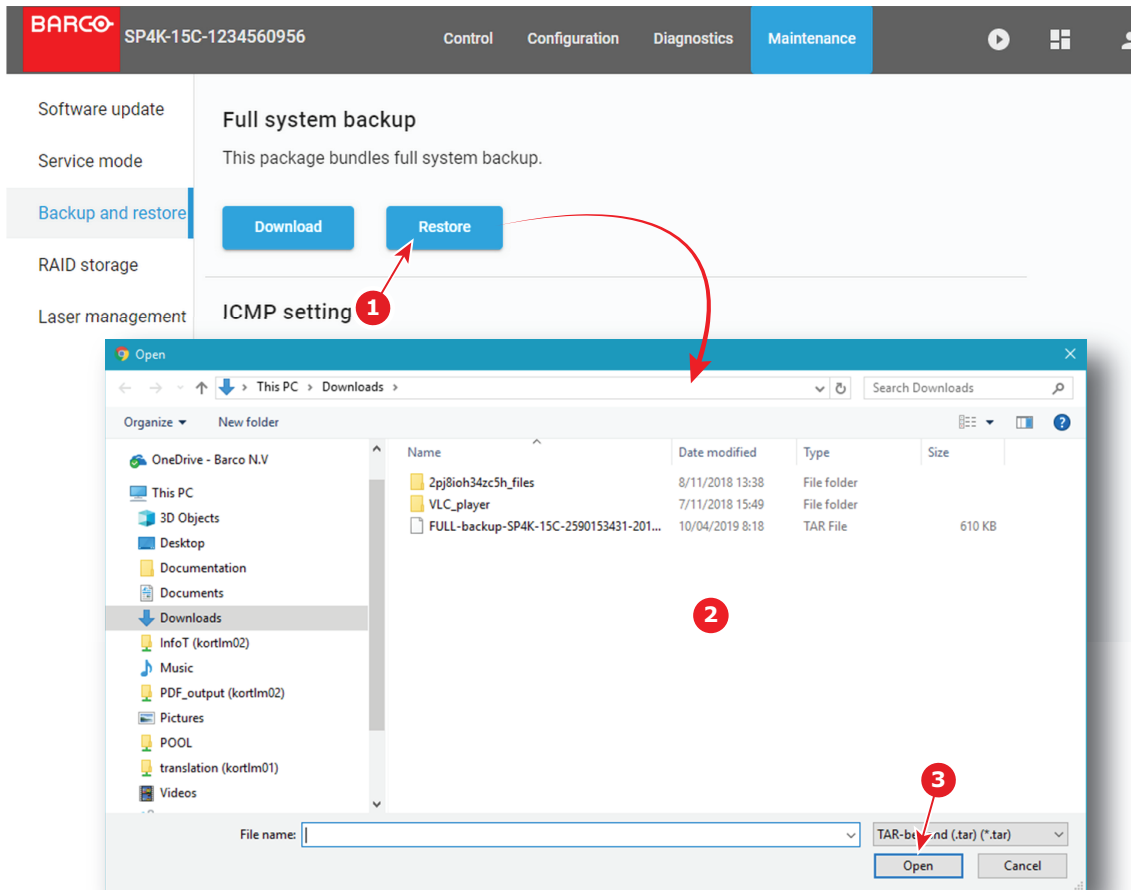 BARCO SP4K-15C-1234560956 Control Configuration Diagnostics Maintenance
Software update
Service mode
Backup and restore
RAID storage
Laser management
Full system backup
This package bundles full system backup.
Download Restore
1
ICMP setting
Open
This PC > Downloads > Search Downloads
Organize New folder ?
OneDrive - Barco N.V
This PC
3D Objects
Desktop
Documentation
Documents
Downloads
InfoT (kortlm02)
Music
PDF_output (kortlm02)
Pictures
POOL
translation (kortlm01)
Videos
Name Date modified Type Size
2pj8ioh34zc5h_files 8/11/2018 13:38 File folder
VLC_player 7/11/2018 15:49 File folder
FULL-backup-SP4K-15C-2590153431-201... 10/04/2019 8:18 TAR File 610 KB
2
3
File name: (.tar) (*.tar)
Open Cancel